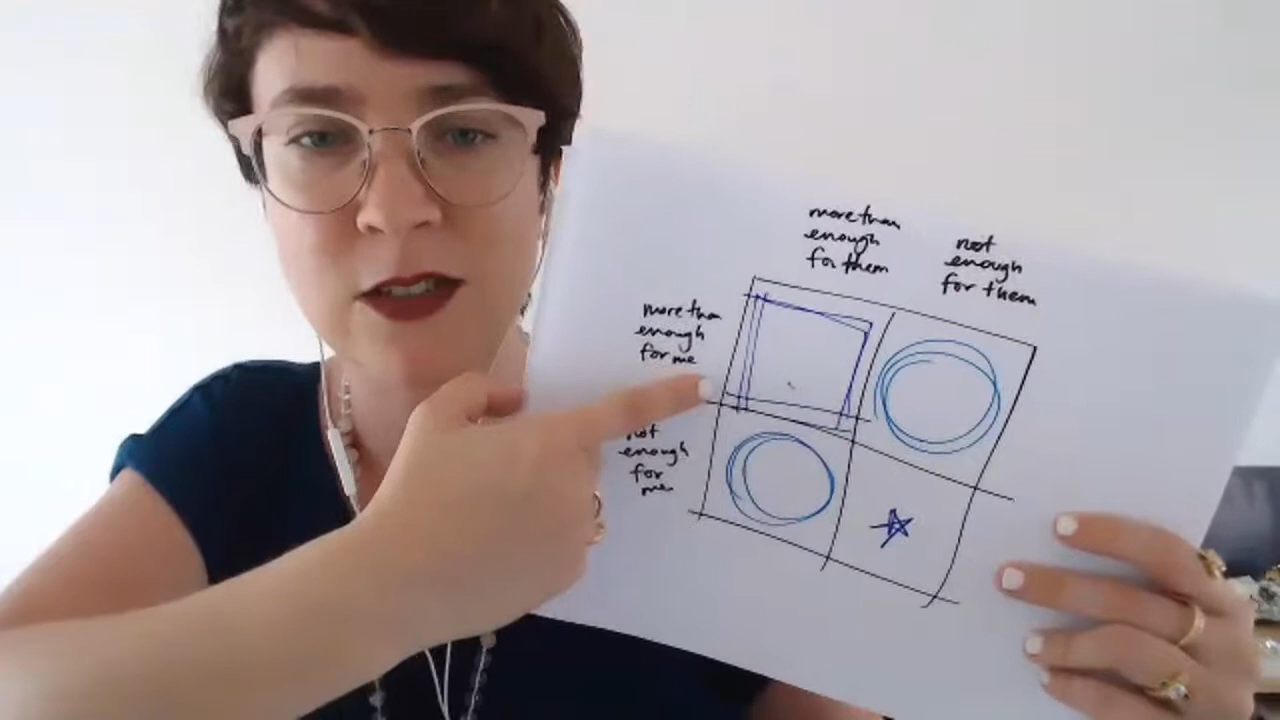 more than
enough
for them
not
enough
for them
more than
enough
for me
not
enough
for
me